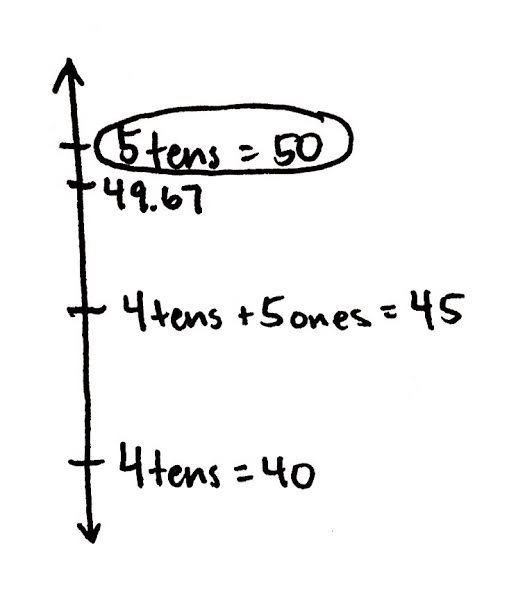 5 tens = 50
49.67
4 tens + 5 ones = 45
4 tens = 40